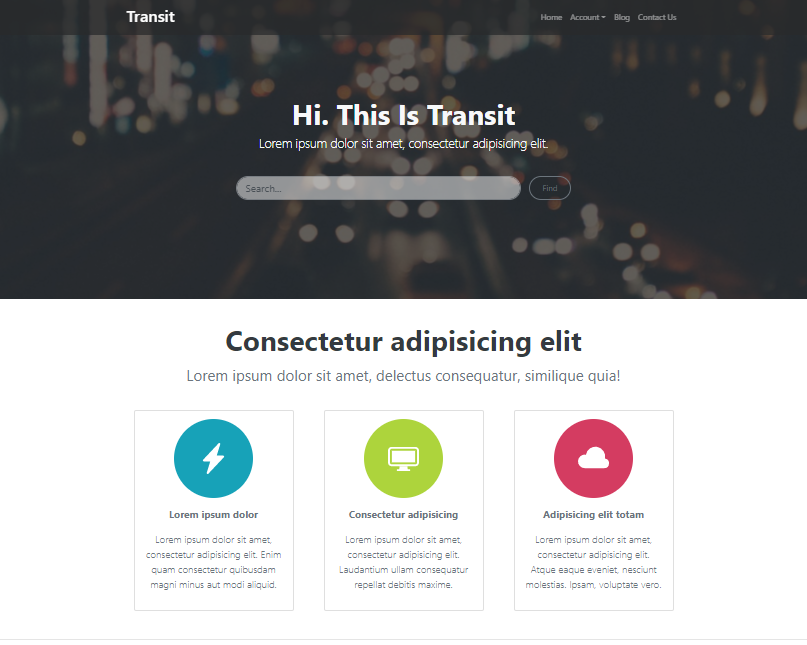 Transit
Home Account Blog Contact Us
Hi. This Is Transit
Lorem ipsum dolor sit amet, consectetur adipisicing elit.
Search...
Find
Consectetur adipisicing elit
Lorem ipsum dolor sit amet, delectus consequatur, similique quia!
Lorem ipsum dolor
Lorem ipsum dolor sit amet,
consectetur adipisicing elit. Enim
quam consectetur quibusdam
magni minus aut modi aliquid.
Consectetur adipisicing
Lorem ipsum dolor sit amet,
consectetur adipisicing elit.
Laudantium ullam consequatur
repellat debitis maxime.
Adipisicing elit totam
Lorem ipsum dolor sit amet,
consectetur adipisicing elit.
Atque eaque eveniet, nesciunt
molestias. Ipsam, voluptate vero.